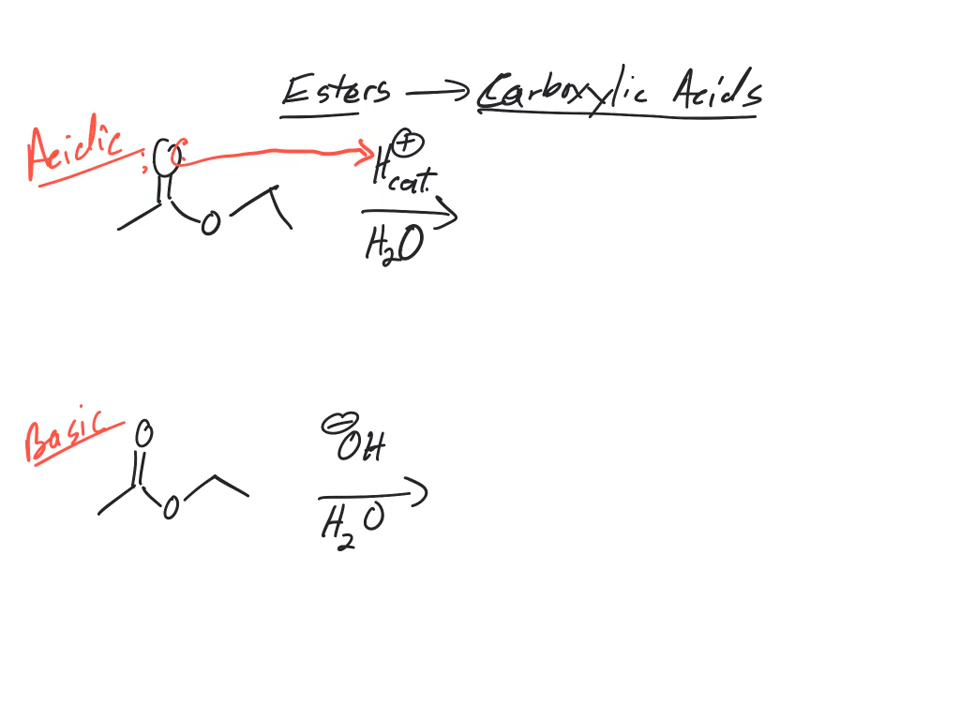 Esters → Carboxylic Acids
Acidic
O
H⊕
cat.
O
H₂O
Basic
O
⊖OH
O
H₂O